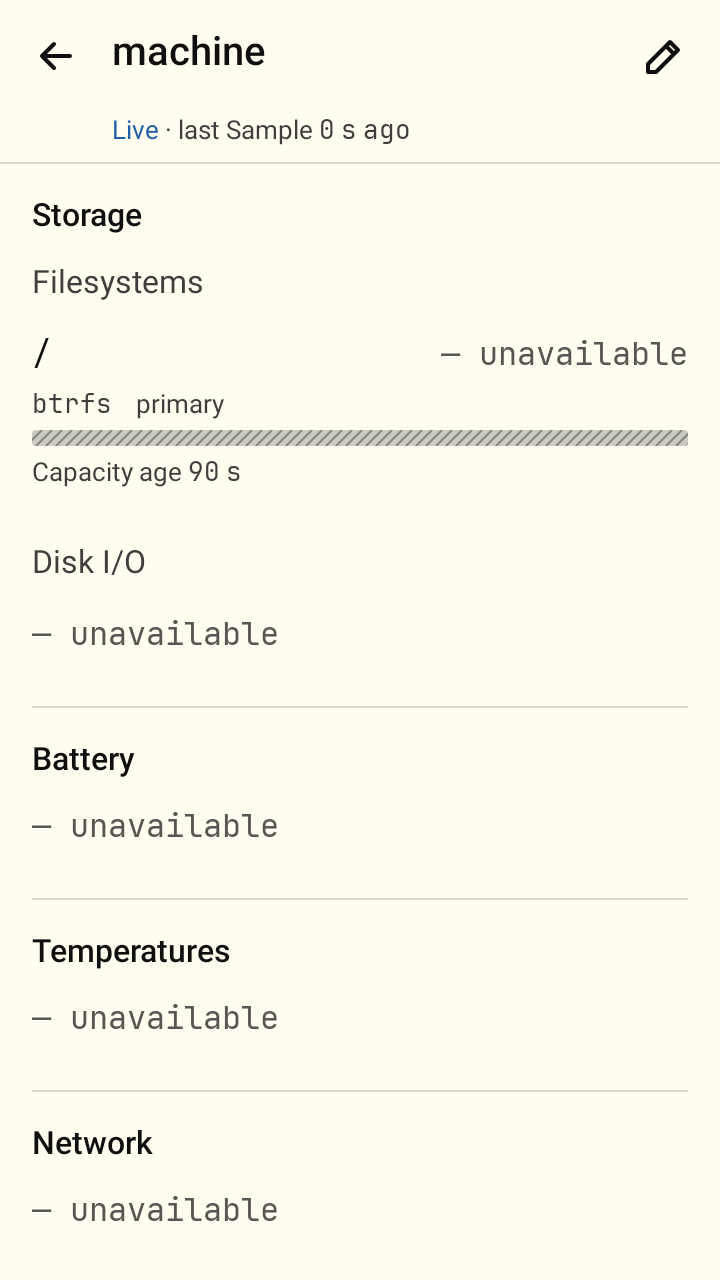 machine
Live · last Sample 0 s ago
Storage
Filesystems
/ — unavailable
btrfs primary
Capacity age 90 s
Disk I/O
— unavailable
Battery
— unavailable
Temperatures
— unavailable
Network
— unavailable